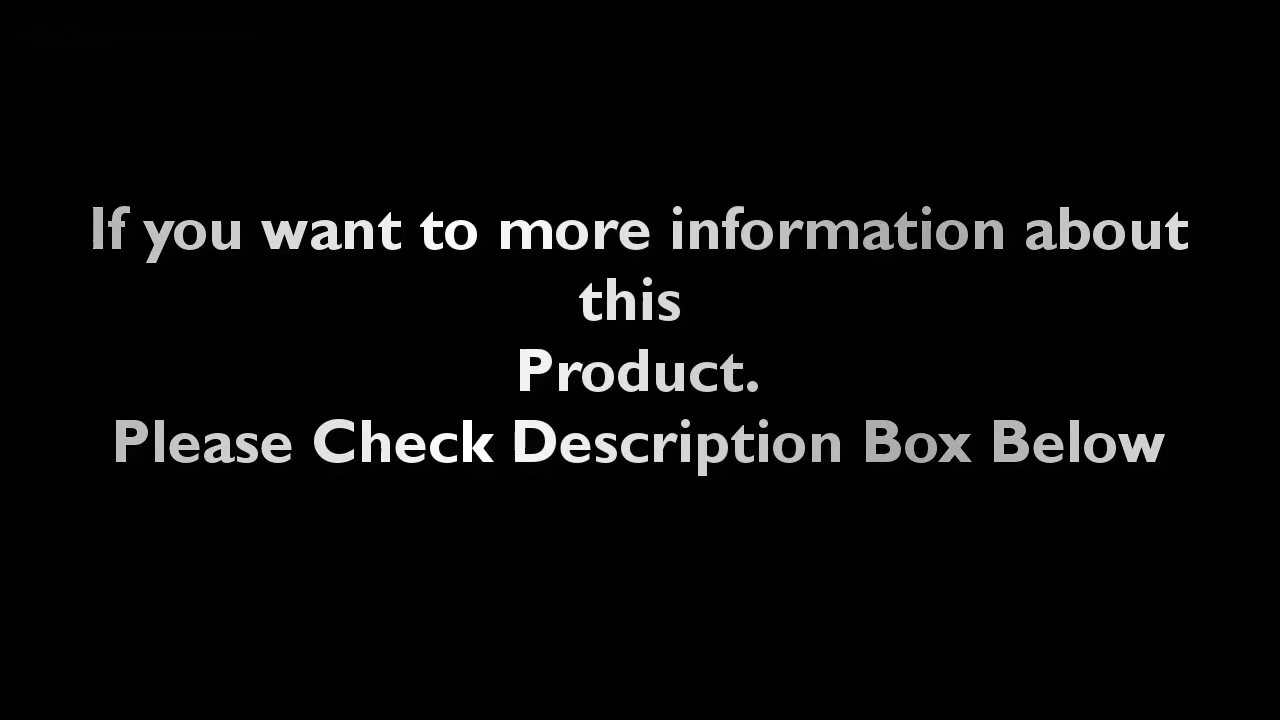 If you want to more information about
this
Product.
Please Check Description Box Below